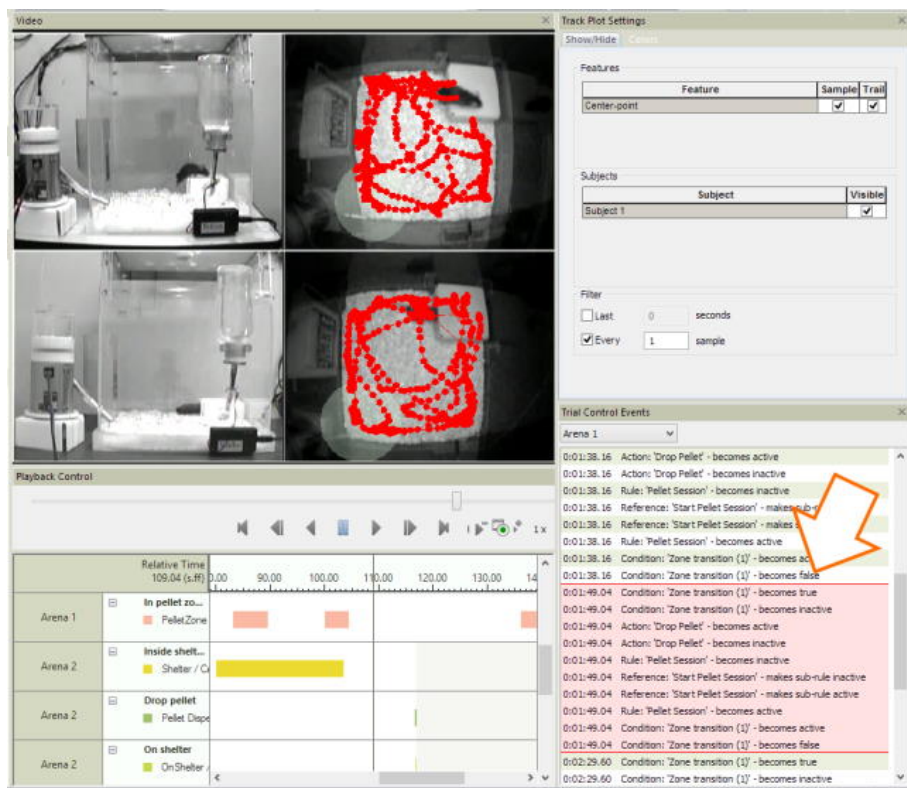 Video
Track Plot Settings
Show/Hide Colors
Features
Feature Sample Trail
Center-point
Subjects
Subject Visible
Subject 1
Filter
Last 0 seconds
Every 1 sample
Trial Control Events
Arena 1
0:01:38.16 Action: 'Drop Pellet' - becomes active
0:01:38.16 Action: 'Drop Pellet' - becomes inactive
0:01:38.16 Rule: 'Pellet Session' - becomes inactive
0:01:38.16 Reference: 'Start Pellet Session' - makes sub-r
0:01:38.16 Reference: 'Start Pellet Session' - makes s
0:01:38.16 Rule: 'Pellet Session' - becomes active
0:01:38.16 Condition: 'Zone transition (1)' - becomes ac
0:01:38.16 Condition: 'Zone transition (1)' - becomes false
0:01:49.04 Condition: 'Zone transition (1)' - becomes true
0:01:49.04 Condition: 'Zone transition (1)' - becomes inactive
0:01:49.04 Action: 'Drop Pellet' - becomes active
0:01:49.04 Action: 'Drop Pellet' - becomes inactive
0:01:49.04 Rule: 'Pellet Session' - becomes inactive
0:01:49.04 Reference: 'Start Pellet Session' - makes sub-rule inactive
0:01:49.04 Reference: 'Start Pellet Session' - makes sub-rule active
0:01:49.04 Rule: 'Pellet Session' - becomes active
0:01:49.04 Condition: 'Zone transition (1)' - becomes active
0:01:49.04 Condition: 'Zone transition (1)' - becomes false
0:02:29.60 Condition: 'Zone transition (1)' - becomes true
0:02:29.60 Condition: 'Zone transition (1)' - becomes inactive
Playback Control
1x
Relative Time
109.04 (s.ff) 0.00 90.00 100.00 110.00 120.00 130.00 14
Arena 1 In pellet zo...
PelletZone
Arena 2 Inside shelt...
Shelter / Ce
Arena 2 Drop pellet
Pellet Dispe
Arena 2 On shelter
OnShelter /